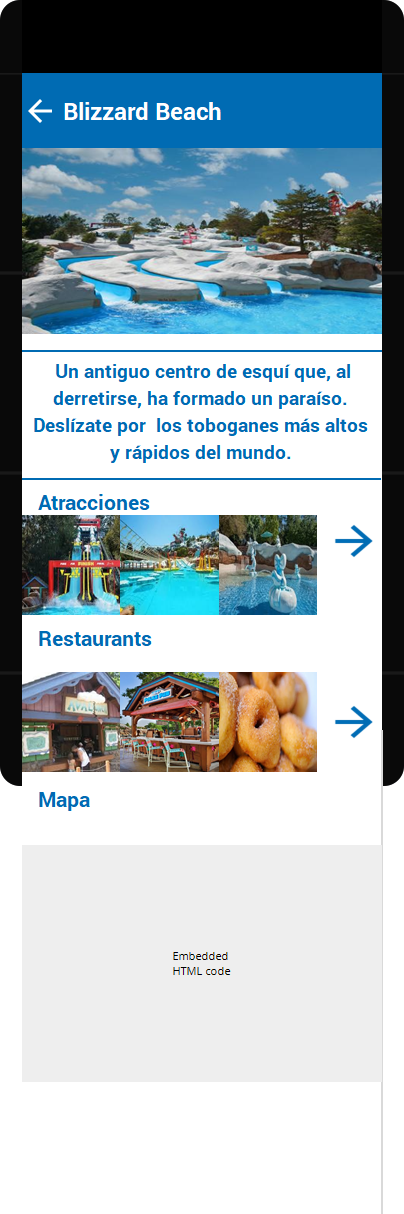 Blizzard Beach
Un antiguo centro de esquí que, al
derretirse, ha formado un paraíso.
Deslízate por  los toboganes más altos
y rápidos del mundo.
Atracciones
Restaurants
Mapa
Embedded
HTML code